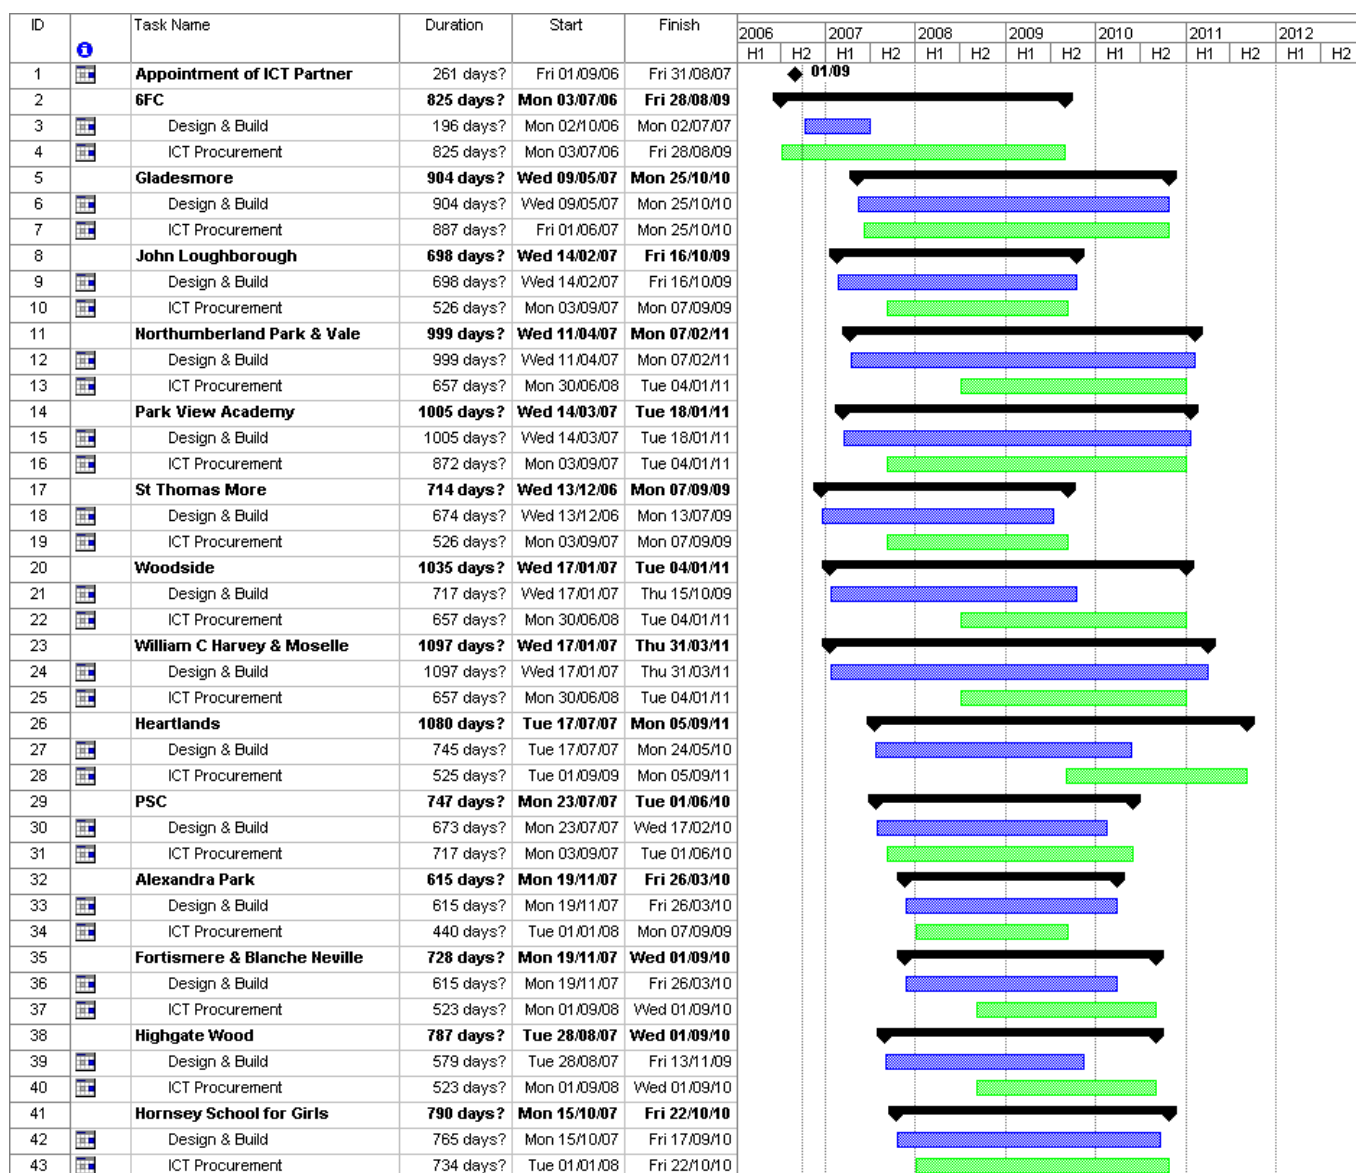 ID Task Name Duration Start Finish 2006 2007 2008 2009 2010 2011 2012
H1 H2 H1 H2 H1 H2 H1 H2 H1 H2 H1 H2 H1 H2
1 Appointment of ICT Partner 261 days? Fri 01/09/06 Fri 31/08/07 01/09
2 6FC 825 days? Mon 03/07/06 Fri 28/08/09
3 Design & Build 196 days? Mon 02/10/06 Mon 02/07/07
4 ICT Procurement 825 days? Mon 03/07/06 Fri 28/08/09
5 Gladesmore 904 days? Wed 09/05/07 Mon 25/10/10
6 Design & Build 904 days? Wed 09/05/07 Mon 25/10/10
7 ICT Procurement 887 days? Fri 01/06/07 Mon 25/10/10
8 John Loughborough 698 days? Wed 14/02/07 Fri 16/10/09
9 Design & Build 698 days? Wed 14/02/07 Fri 16/10/09
10 ICT Procurement 526 days? Mon 03/09/07 Mon 07/09/09
11 Northumberland Park & Vale 999 days? Wed 11/04/07 Mon 07/02/11
12 Design & Build 999 days? Wed 11/04/07 Mon 07/02/11
13 ICT Procurement 657 days? Mon 30/06/08 Tue 04/01/11
14 Park View Academy 1005 days? Wed 14/03/07 Tue 18/01/11
15 Design & Build 1005 days? Wed 14/03/07 Tue 18/01/11
16 ICT Procurement 872 days? Mon 03/09/07 Tue 04/01/11
17 St Thomas More 714 days? Wed 13/12/06 Mon 07/09/09
18 Design & Build 674 days? Wed 13/12/06 Mon 13/07/09
19 ICT Procurement 526 days? Mon 03/09/07 Mon 07/09/09
20 Woodside 1035 days? Wed 17/01/07 Tue 04/01/11
21 Design & Build 717 days? Wed 17/01/07 Thu 15/10/09
22 ICT Procurement 657 days? Mon 30/06/08 Tue 04/01/11
23 William C Harvey & Moselle 1097 days? Wed 17/01/07 Thu 31/03/11
24 Design & Build 1097 days? Wed 17/01/07 Thu 31/03/11
25 ICT Procurement 657 days? Mon 30/06/08 Tue 04/01/11
26 Heartlands 1080 days? Tue 17/07/07 Mon 05/09/11
27 Design & Build 745 days? Tue 17/07/07 Mon 24/05/10
28 ICT Procurement 525 days? Tue 01/09/09 Mon 05/09/11
29 PSC 747 days? Mon 23/07/07 Tue 01/06/10
30 Design & Build 673 days? Mon 23/07/07 Wed 17/02/10
31 ICT Procurement 717 days? Mon 03/09/07 Tue 01/06/10
32 Alexandra Park 615 days? Mon 19/11/07 Fri 26/03/10
33 Design & Build 615 days? Mon 19/11/07 Fri 26/03/10
34 ICT Procurement 440 days? Tue 01/01/08 Mon 07/09/09
35 Fortismere & Blanche Neville 728 days? Mon 19/11/07 Wed 01/09/10
36 Design & Build 615 days? Mon 19/11/07 Fri 26/03/10
37 ICT Procurement 523 days? Mon 01/09/08 Wed 01/09/10
38 Highgate Wood 787 days? Tue 28/08/07 Wed 01/09/10
39 Design & Build 579 days? Tue 28/08/07 Fri 13/11/09
40 ICT Procurement 523 days? Mon 01/09/08 Wed 01/09/10
41 Hornsey School for Girls 790 days? Mon 15/10/07 Fri 22/10/10
42 Design & Build 765 days? Mon 15/10/07 Fri 17/09/10
43 ICT Procurement 734 days? Tue 01/01/08 Fri 22/10/10